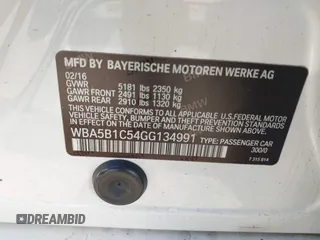 MFD BY BAYERISCHE MOTOREN WERKE AG
02/16
GVWR 5181 lbs 2350 kg
GAWR FRONT 2491 lbs 1130 kg
GAWR REAR 2910 lbs 1320 kg
THIS VEHICLE CONFORMS TO ALL APPLICABLE U.S. FEDERAL MOTOR
VEHICLE SAFETY, BUMPER, AND THEFT PREVENTION STANDARDS IN
EFFECT ON THE DATE OF MANUFACTURE SHOWN ABOVE.
WBA5B1C54GG134991 TYPE: PASSENGER CAR
300/0
DREAMBID